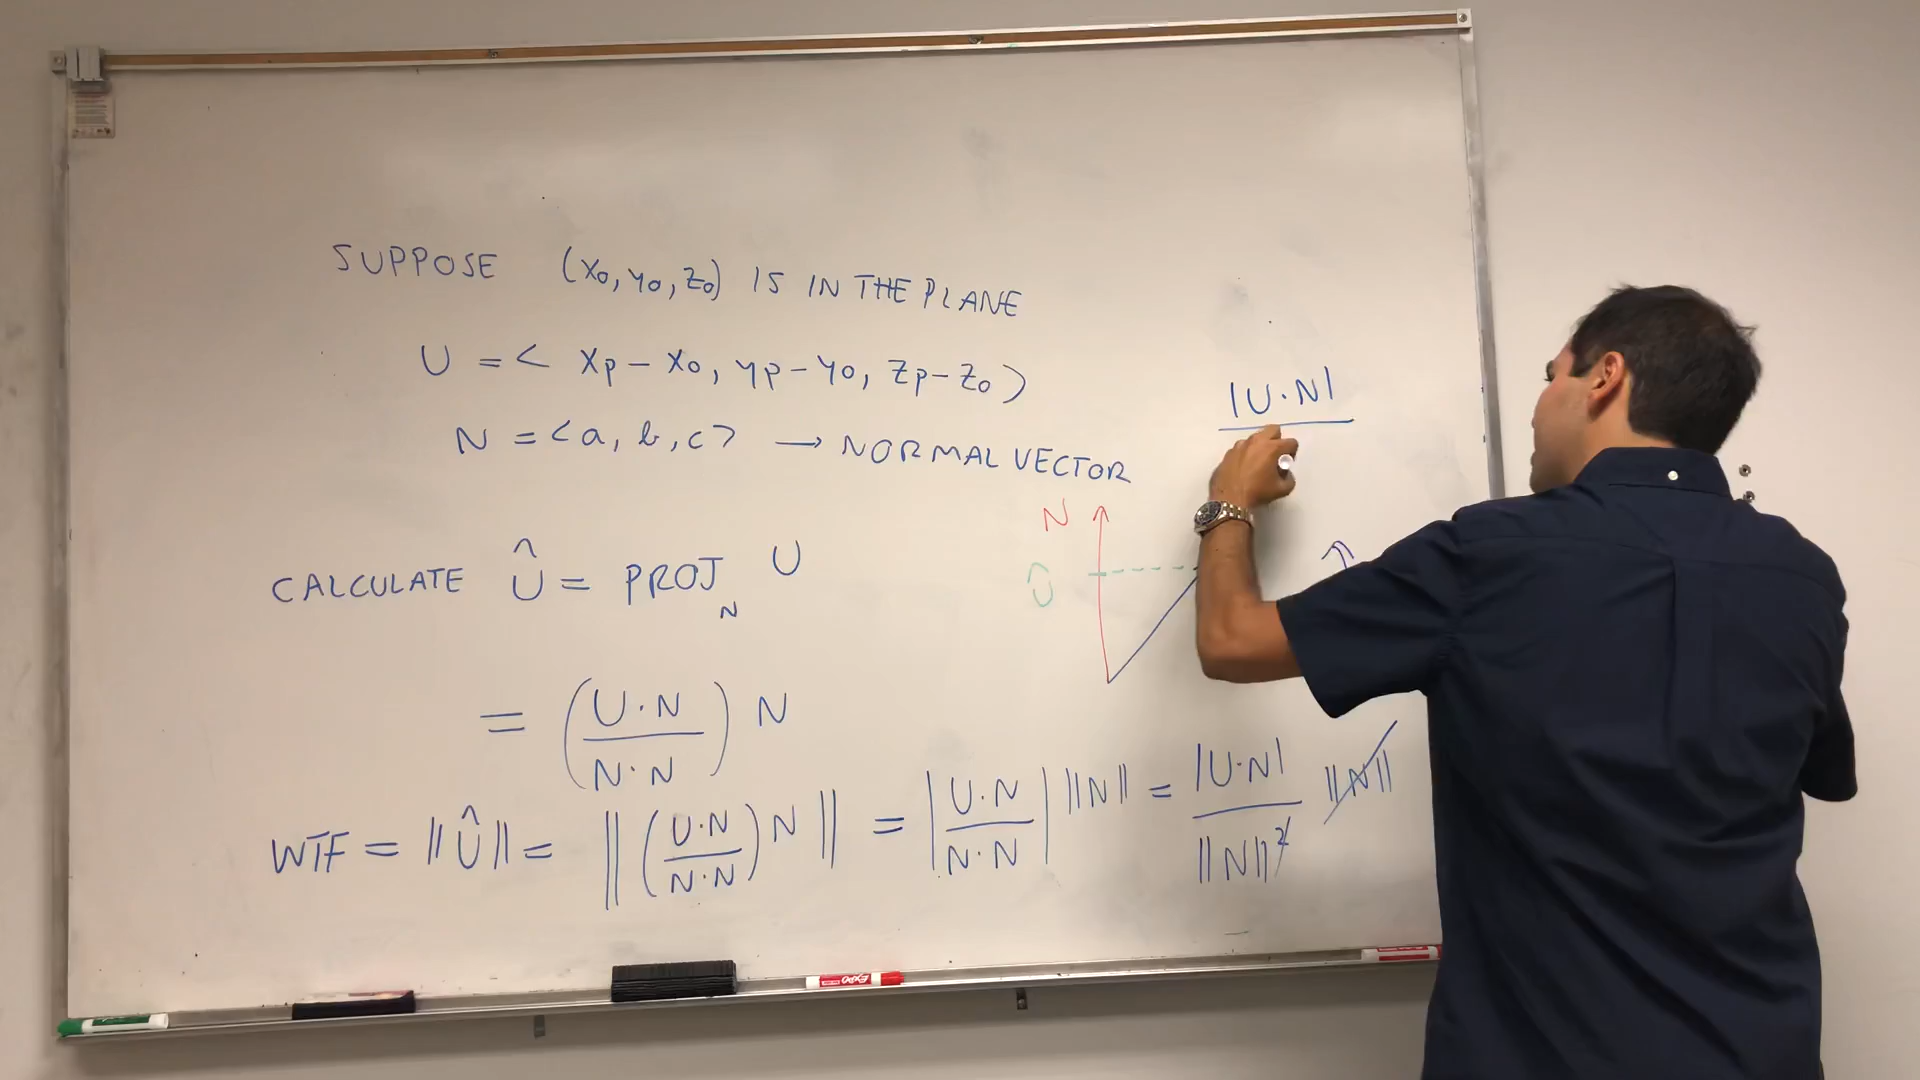 SUPPOSE (x₀, y₀, z₀) IS IN THE PLANE
U = < xp - x₀, yp - y₀, zp - z₀ >
N = <a, b, c> → NORMAL VECTOR
|U·N|
N
Û
CALCULATE Û = PROJ_N U
= (U·N / N·N) N
WTF = ||Û|| = ||(U·N / N·N) N|| = |U·N / N·N| ||N|| = |U·N| / ||N||² ||N||
EXPO